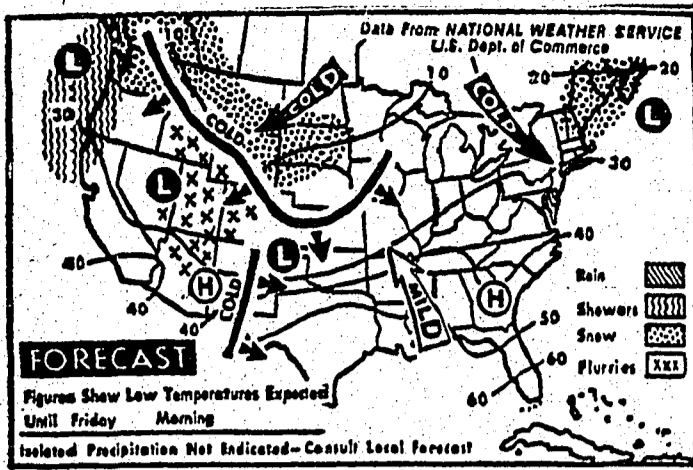 Data From NATIONAL WEATHER SERVICE
U.S. Dept. of Commerce
10
10
20
20
L
COLD
COLD
COLD
L
30
30
L
L
40
40
40
40
COLD
H
MILD
H
50
60
60
Rain
Showers
Snow
Flurries XXX
FORECAST
Figures Show Low Temperatures Expected
Until Friday Morning
Isolated Precipitation Not Indicated-Consult Local Forecast